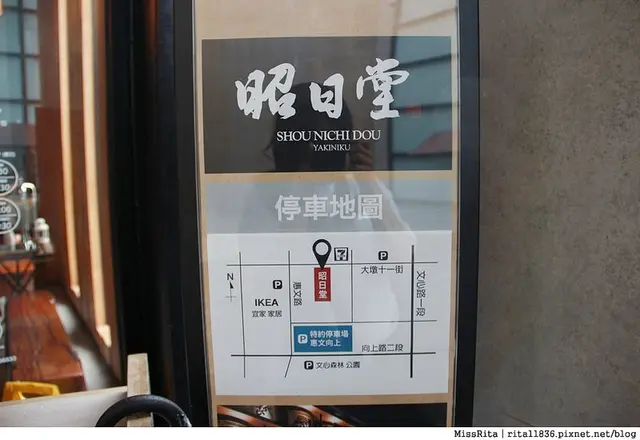 昭日堂
SHOU NICHI DOU
YAKINIKU
停車地圖
N
P
IKEA
宜家 家居
惠文路
昭日堂
7
P
大墩十一街
文心路一段
P 特約停車場
惠文向上
向上路二段
P 文心森林 公園
MissRita | rita11836.pixnet.net/blog